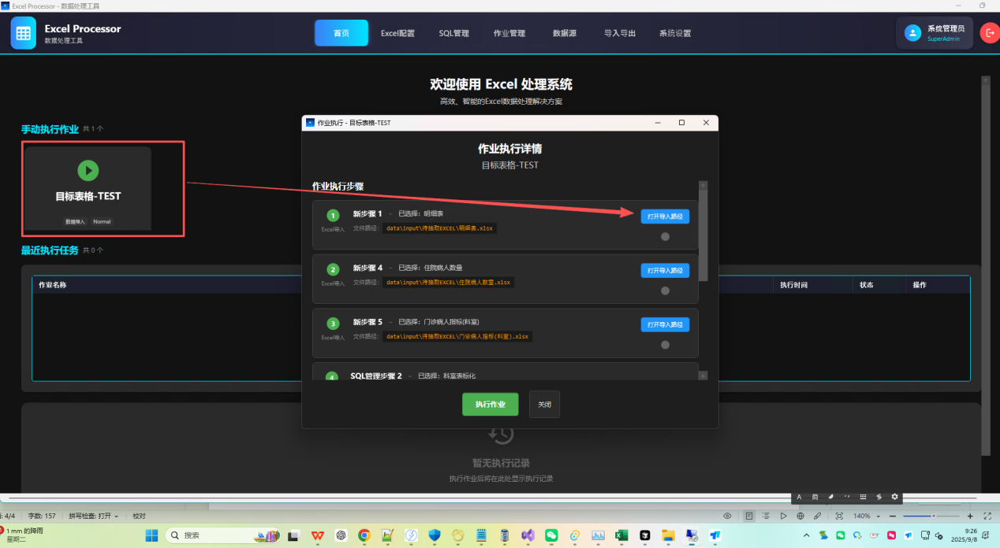 Excel Processor - 数据处理工具
Excel Processor
数据处理工具
首页
Excel配置
SQL管理
作业管理
数据源
导入导出
系统设置
系统管理员
SuperAdmin
欢迎使用 Excel 处理系统
高效、智能的Excel数据处理解决方案
手动执行作业 共 1 个
目标表格-TEST
数据导入 Normal
最近执行任务 共 0 个
作业名称
执行时间
状态
操作
作业执行 - 目标表格-TEST
作业执行详情
目标表格-TEST
作业执行步骤
1
新步骤 1 - 已选择: 明细表
Excel导入
文件路径: data\input\待抽取EXCEL\明细表.xlsx
打开导入路径
2
新步骤 4 - 已选择: 住院病人数量
Excel导入
文件路径: data\input\待抽取EXCEL\住院病人数量.xlsx
打开导入路径
3
新步骤 5 - 已选择: 门诊病人指标(科室)
Excel导入
文件路径: data\input\待抽取EXCEL\门诊病人指标(科室).xlsx
打开导入路径
4
SQL管理步骤 2 - 已选择: 科室表标化
执行作业
关闭
暂无执行记录
执行作业后将在此处显示执行记录
A 简
: 4/4
字数: 157
拼写检查: 打开
校对
140%
1 mm 的降雨
星期二
搜索
9:26
2025/9/8